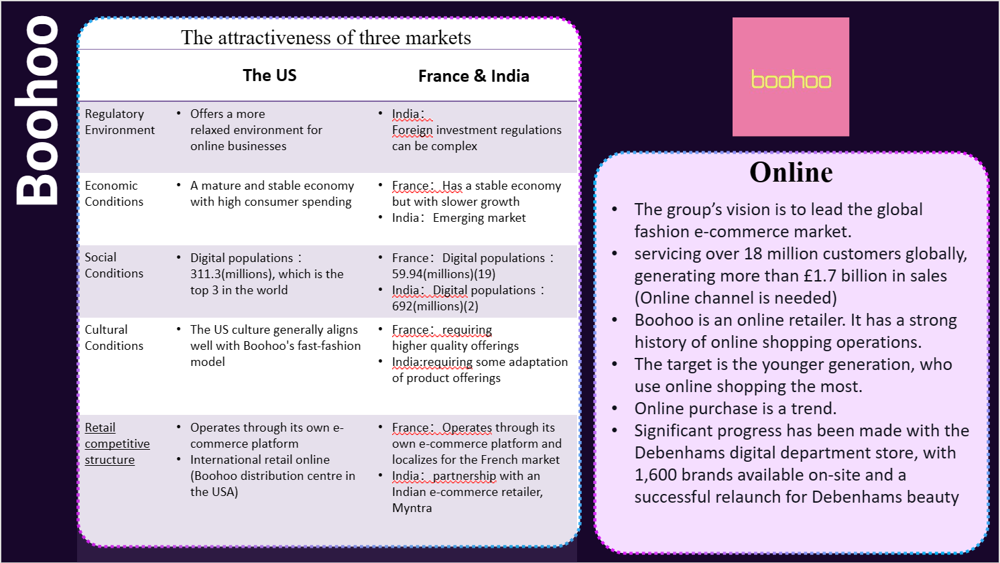 Boohoo
The attractiveness of three markets
The US
France & India
Regulatory
Environment
• Offers a more
relaxed environment for
online businesses
• India：
Foreign investment regulations
can be complex
Economic
Conditions
• A mature and stable economy
with high consumer spending
• France：Has a stable economy
but with slower growth
• India：Emerging market
Social
Conditions
• Digital populations：
311.3(millions), which is the
top 3 in the world
• France：Digital populations：
59.94(millions)(19)
• India：Digital populations：
692(millions)(2)
Cultural
Conditions
• The US culture generally aligns
well with Boohoo's fast-fashion
model
• France：requiring
higher quality offerings
• India:requiring some adaptation
of product offerings
Retail
competitive
structure
• Operates through its own e-
commerce platform
• International retail online
(Boohoo distribution centre in
the USA)
• France：Operates through its
own e-commerce platform and
localizes for the French market
• India：partnership with an
Indian e-commerce retailer,
Myntra
boohoo
Online
• The group’s vision is to lead the global
fashion e-commerce market.
• servicing over 18 million customers globally,
generating more than £1.7 billion in sales
(Online channel is needed)
• Boohoo is an online retailer. It has a strong
history of online shopping operations.
• The target is the younger generation, who
use online shopping the most.
• Online purchase is a trend.
• Significant progress has been made with the
Debenhams digital department store, with
1,600 brands available on-site and a
successful relaunch for Debenhams beauty